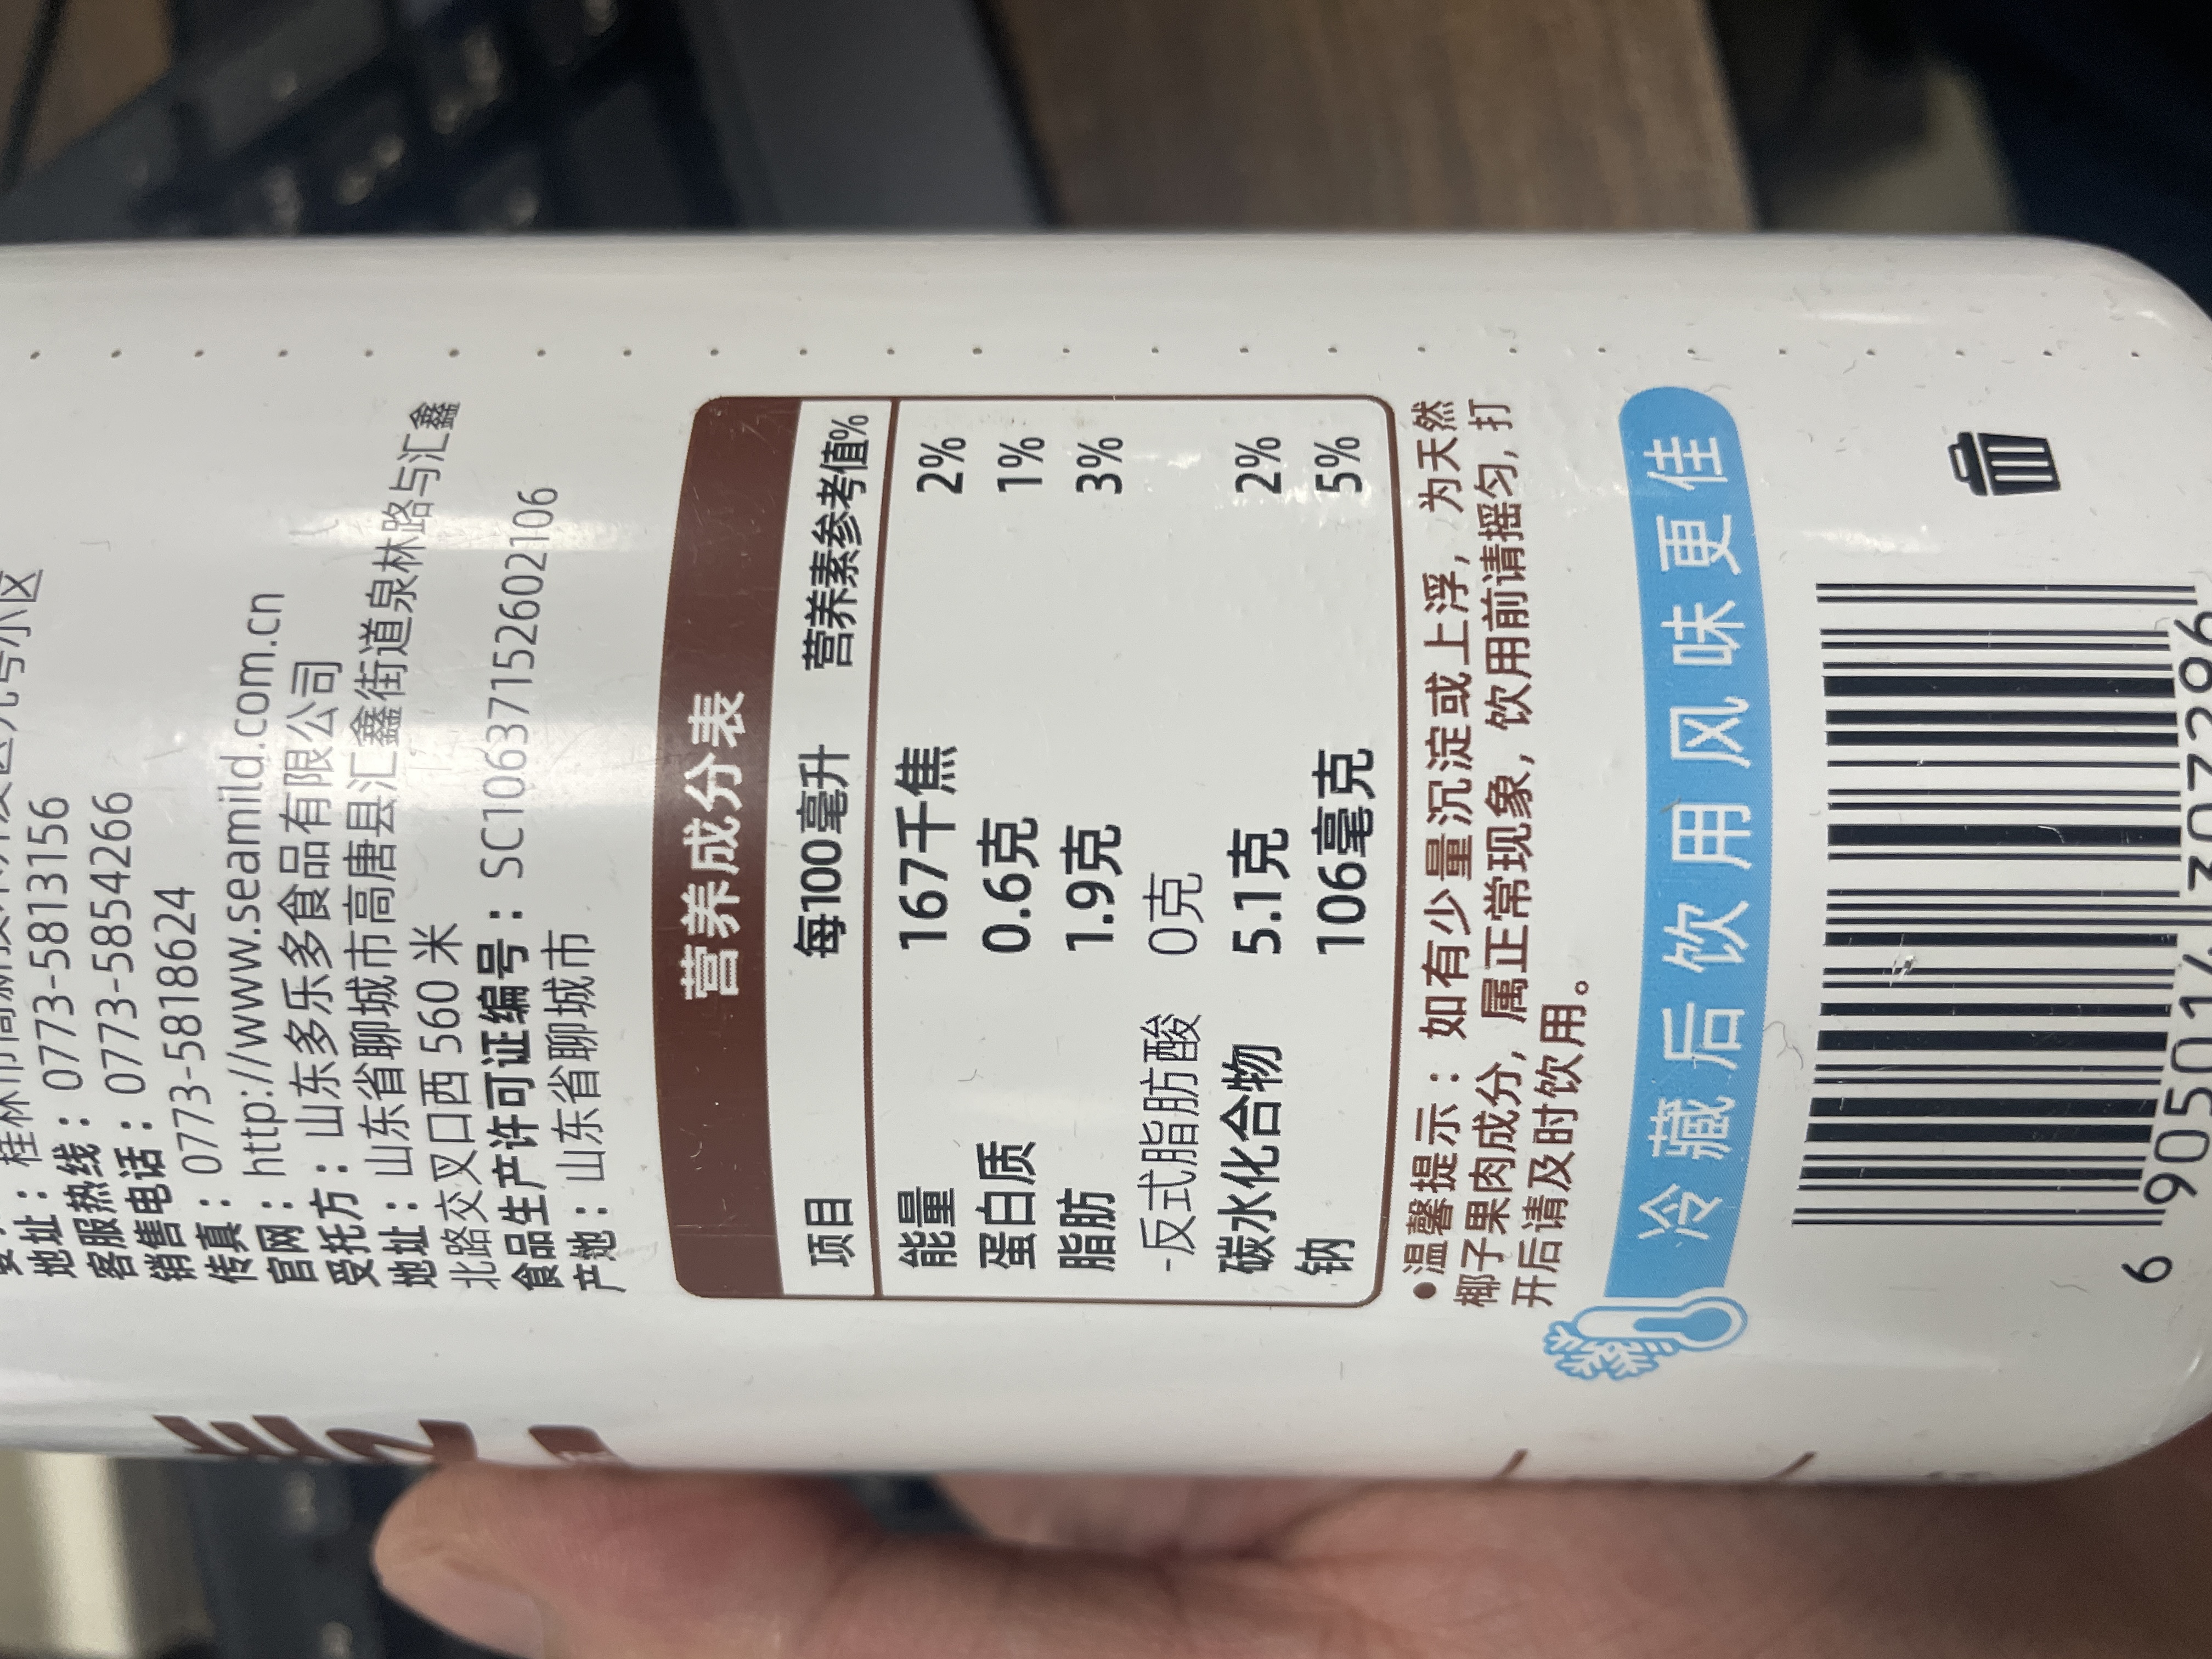 地址：桂林市高新技术开发区九号小区
客服热线：0773-5813156
销售电话：0773-5854266
传真：0773-5818624
官网：http://www.seamild.com.cn
受托方：山东多乐多食品有限公司
地址：山东省聊城市高唐县汇鑫街道泉林路与汇鑫
北路交叉口西 560 米
食品生产许可证编号：SC10637152602106
产地：山东省聊城市
营养成分表
项目 每100毫升 营养素参考值%
能量 167千焦 2%
蛋白质 0.6克 1%
脂肪 1.9克 3%
-反式脂肪酸 0克
碳水化合物 5.1克 2%
钠 106毫克 5%
●温馨提示：如有少量沉淀或上浮，为天然
椰子果肉成分，属正常现象，饮用前请摇匀，打
开后请及时饮用。
冷藏后饮用风味更佳
6 905014 307286